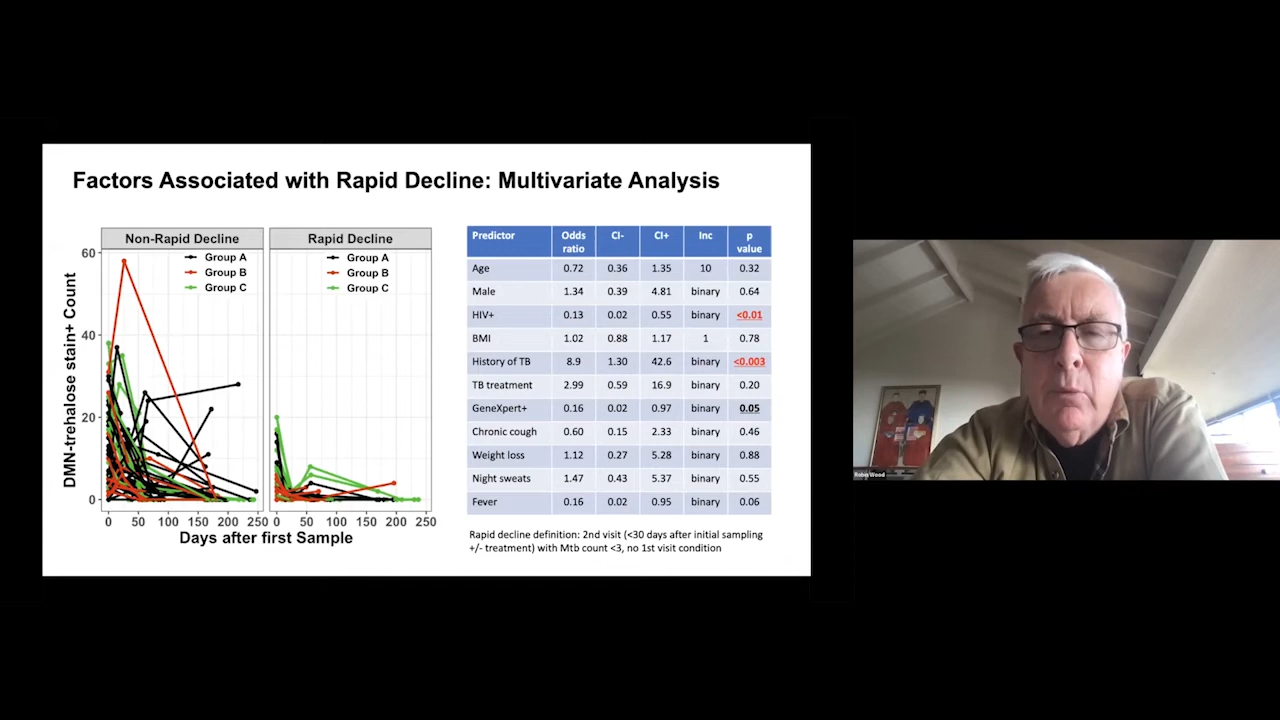 Factors Associated with Rapid Decline: Multivariate Analysis
Non-Rapid Decline
Rapid Decline
Group A
Group B
Group C
Group A
Group B
Group C
DMN-trehalose stain+ Count
60
40
20
0
0 50 100 150 200 250
0 50 100 150 200 250
Days after first Sample
Predictor Odds ratio CI- CI+ Inc p value
Age 0.72 0.36 1.35 10 0.32
Male 1.34 0.39 4.81 binary 0.64
HIV+ 0.13 0.02 0.55 binary <0.01
BMI 1.02 0.88 1.17 1 0.78
History of TB 8.9 1.30 42.6 binary <0.003
TB treatment 2.99 0.59 16.9 binary 0.20
GeneXpert+ 0.16 0.02 0.97 binary 0.05
Chronic cough 0.60 0.15 2.33 binary 0.46
Weight loss 1.12 0.27 5.28 binary 0.88
Night sweats 1.47 0.43 5.37 binary 0.55
Fever 0.16 0.02 0.95 binary 0.06
Rapid decline definition: 2nd visit (<30 days after initial sampling
+/- treatment) with Mtb count <3, no 1st visit condition
Robin Wood